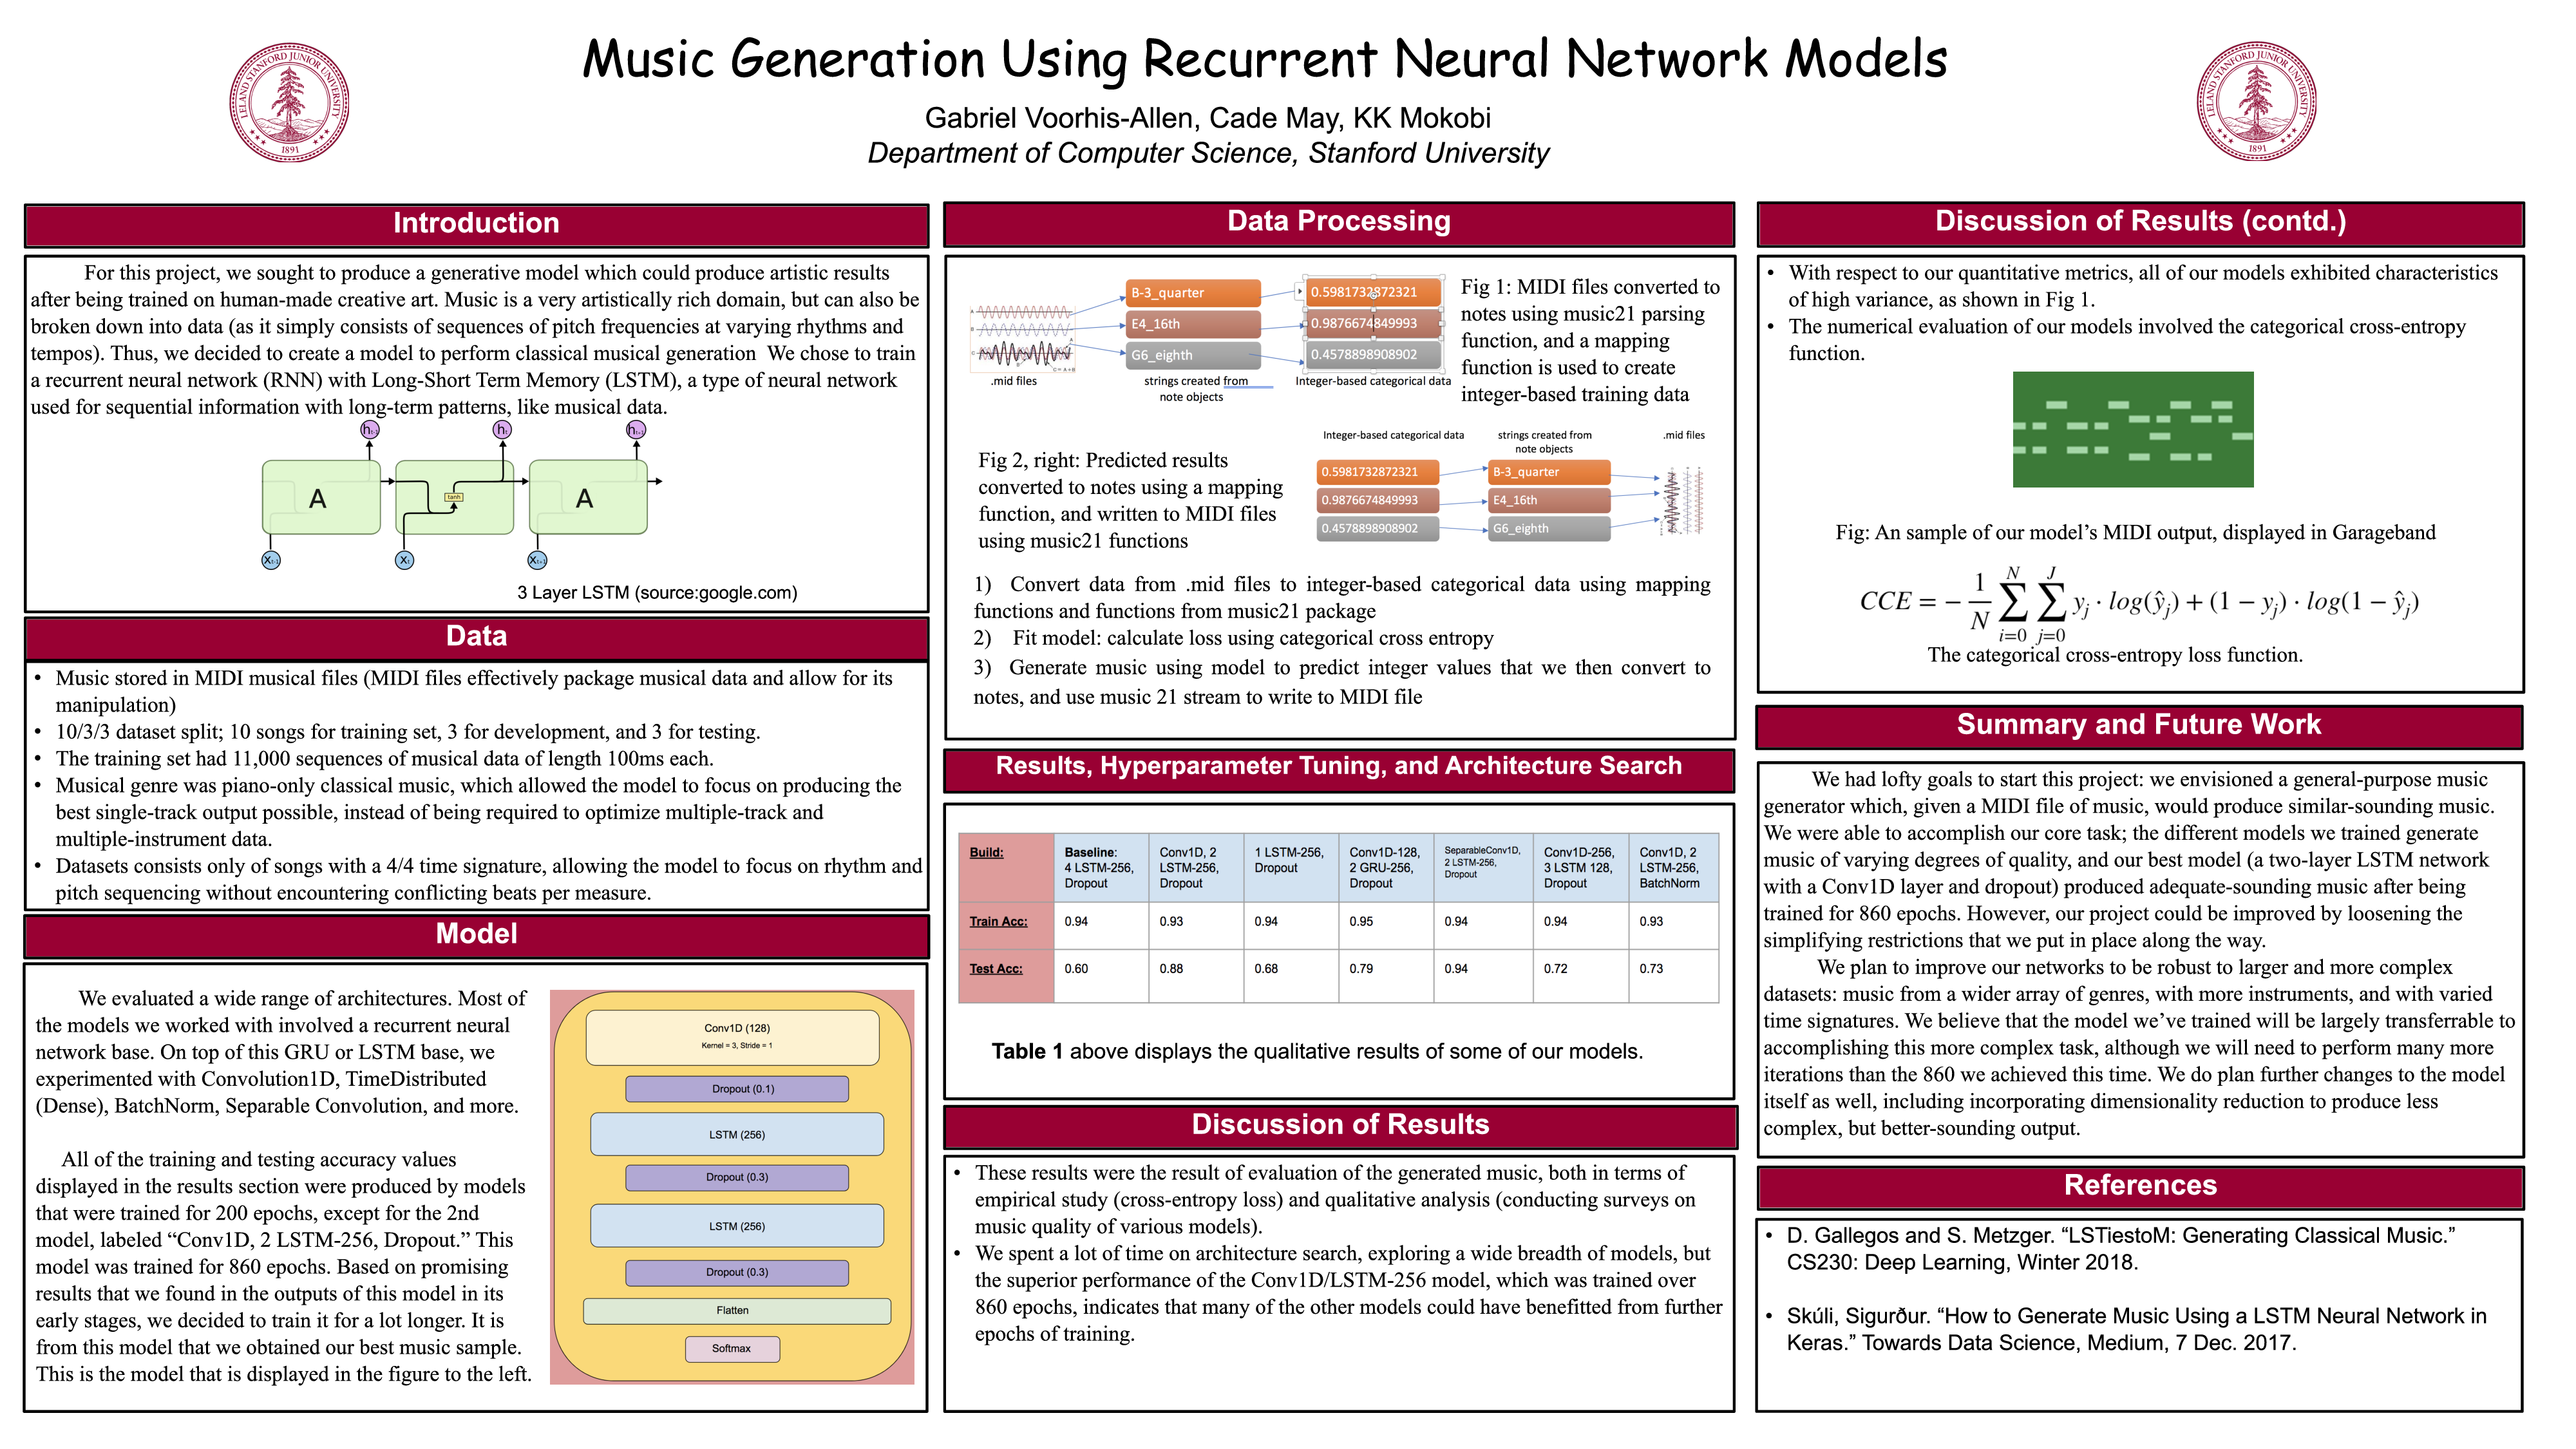 Music Generation Using Recurrent Neural Network Models
Gabriel Voorhis-Allen, Cade May, KK Mokobi
Department of Computer Science, Stanford University
LELAND STANFORD JUNIOR UNIVERSITY
1891
LELAND STANFORD JUNIOR UNIVERSITY
1891
Introduction
For this project, we sought to produce a generative model which could produce artistic results
after being trained on human-made creative art. Music is a very artistically rich domain, but can also be
broken down into data (as it simply consists of sequences of pitch frequencies at varying rhythms and
tempos). Thus, we decided to create a model to perform classical musical generation  We chose to train
a recurrent neural network (RNN) with Long-Short Term Memory (LSTM), a type of neural network
used for sequential information with long-term patterns, like musical data.
ht-1 ht ht+1
A tanh A
Xt-1 Xt Xt+1
3 Layer LSTM (source:google.com)
Data
• Music stored in MIDI musical files (MIDI files effectively package musical data and allow for its
manipulation)
• 10/3/3 dataset split; 10 songs for training set, 3 for development, and 3 for testing.
• The training set had 11,000 sequences of musical data of length 100ms each.
• Musical genre was piano-only classical music, which allowed the model to focus on producing the
best single-track output possible, instead of being required to optimize multiple-track and
multiple-instrument data.
• Datasets consists only of songs with a 4/4 time signature, allowing the model to focus on rhythm and
pitch sequencing without encountering conflicting beats per measure.
Model
We evaluated a wide range of architectures. Most of
the models we worked with involved a recurrent neural
network base. On top of this GRU or LSTM base, we
experimented with Convolution1D, TimeDistributed
(Dense), BatchNorm, Separable Convolution, and more.
All of the training and testing accuracy values
displayed in the results section were produced by models
that were trained for 200 epochs, except for the 2nd
model, labeled “Conv1D, 2 LSTM-256, Dropout.” This
model was trained for 860 epochs. Based on promising
results that we found in the outputs of this model in its
early stages, we decided to train it for a lot longer. It is
from this model that we obtained our best music sample.
This is the model that is displayed in the figure to the left.
Conv1D (128)
Kernel = 3, Stride = 1
Dropout (0.1)
LSTM (256)
Dropout (0.3)
LSTM (256)
Dropout (0.3)
Flatten
Softmax
Data Processing
B-3_quarter 0.5981732872321
E4_16th 0.9876674849993
G6_eighth 0.4578898908902
.mid files strings created from Integer-based categorical data
note objects
Fig 1: MIDI files converted to
notes using music21 parsing
function, and a mapping
function is used to create
integer-based training data
Fig 2, right: Predicted results
converted to notes using a mapping
function, and written to MIDI files
using music21 functions
Integer-based categorical data strings created from .mid files
note objects
0.5981732872321 B-3_quarter
0.9876674849993 E4_16th
0.4578898908902 G6_eighth
1) Convert data from .mid files to integer-based categorical data using mapping
functions and functions from music21 package
2) Fit model: calculate loss using categorical cross entropy
3) Generate music using model to predict integer values that we then convert to
notes, and use music 21 stream to write to MIDI file
Results, Hyperparameter Tuning, and Architecture Search
Build: Baseline: 4 LSTM-256, Dropout Conv1D, 2 LSTM-256, Dropout 1 LSTM-256, Dropout Conv1D-128, 2 GRU-256, Dropout SeparableConv1D, 2 LSTM-256, Dropout Conv1D-256, 3 LSTM 128, Dropout Conv1D, 2 LSTM-256, BatchNorm
Train Acc: 0.94 0.93 0.94 0.95 0.94 0.94 0.93
Test Acc: 0.60 0.88 0.68 0.79 0.94 0.72 0.73
Table 1 above displays the qualitative results of some of our models.
Discussion of Results
• These results were the result of evaluation of the generated music, both in terms of
empirical study (cross-entropy loss) and qualitative analysis (conducting surveys on
music quality of various models).
• We spent a lot of time on architecture search, exploring a wide breadth of models, but
the superior performance of the Conv1D/LSTM-256 model, which was trained over
860 epochs, indicates that many of the other models could have benefitted from further
epochs of training.
Discussion of Results (contd.)
• With respect to our quantitative metrics, all of our models exhibited characteristics
of high variance, as shown in Fig 1.
• The numerical evaluation of our models involved the categorical cross-entropy
function.
Fig: An sample of our model’s MIDI output, displayed in Garageband
CCE = − 1/N ∑_{i=0}^{N} ∑_{j=0}^{J} yj · log(ŷj) + (1 − yj) · log(1 − ŷj)
The categorical cross-entropy loss function.
Summary and Future Work
We had lofty goals to start this project: we envisioned a general-purpose music
generator which, given a MIDI file of music, would produce similar-sounding music.
We were able to accomplish our core task; the different models we trained generate
music of varying degrees of quality, and our best model (a two-layer LSTM network
with a Conv1D layer and dropout) produced adequate-sounding music after being
trained for 860 epochs. However, our project could be improved by loosening the
simplifying restrictions that we put in place along the way.
We plan to improve our networks to be robust to larger and more complex
datasets: music from a wider array of genres, with more instruments, and with varied
time signatures. We believe that the model we’ve trained will be largely transferrable to
accomplishing this more complex task, although we will need to perform many more
iterations than the 860 we achieved this time. We do plan further changes to the model
itself as well, including incorporating dimensionality reduction to produce less
complex, but better-sounding output.
References
• D. Gallegos and S. Metzger. “LSTiestoM: Generating Classical Music.”
CS230: Deep Learning, Winter 2018.
• Skúli, Sigurður. “How to Generate Music Using a LSTM Neural Network in
Keras.” Towards Data Science, Medium, 7 Dec. 2017.